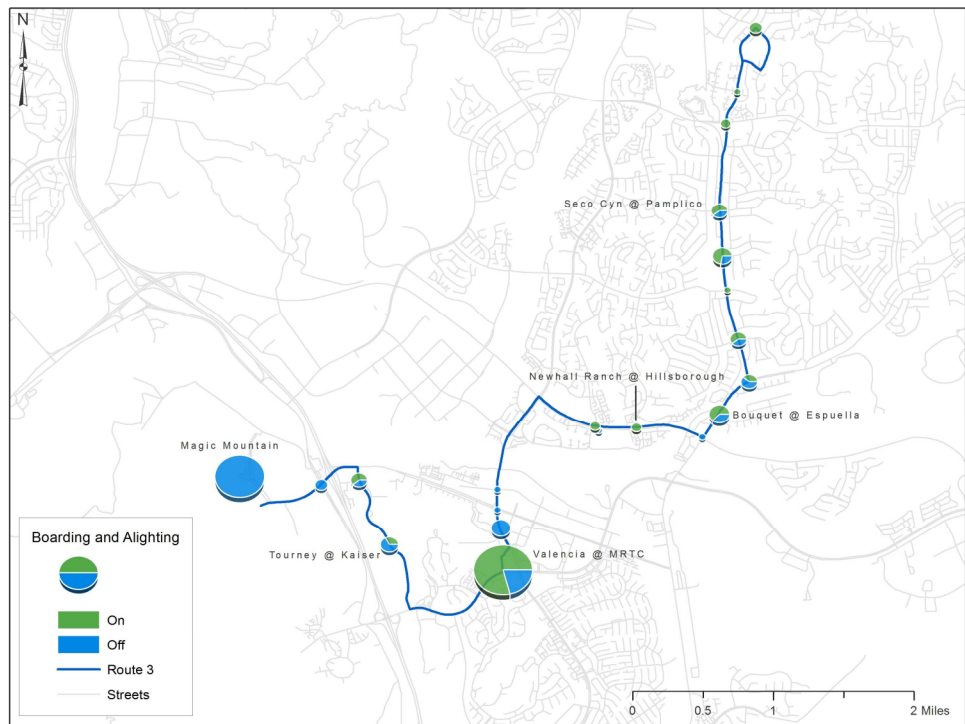 N
Seco Cyn @ Pamplico
Newhall Ranch @ Hillsborough
Bouquet @ Espuella
Magic Mountain
Tourney @ Kaiser
Valencia @ MRTC
Boarding and Alighting
On
Off
Route 3
Streets
0 0.5 1 2 Miles